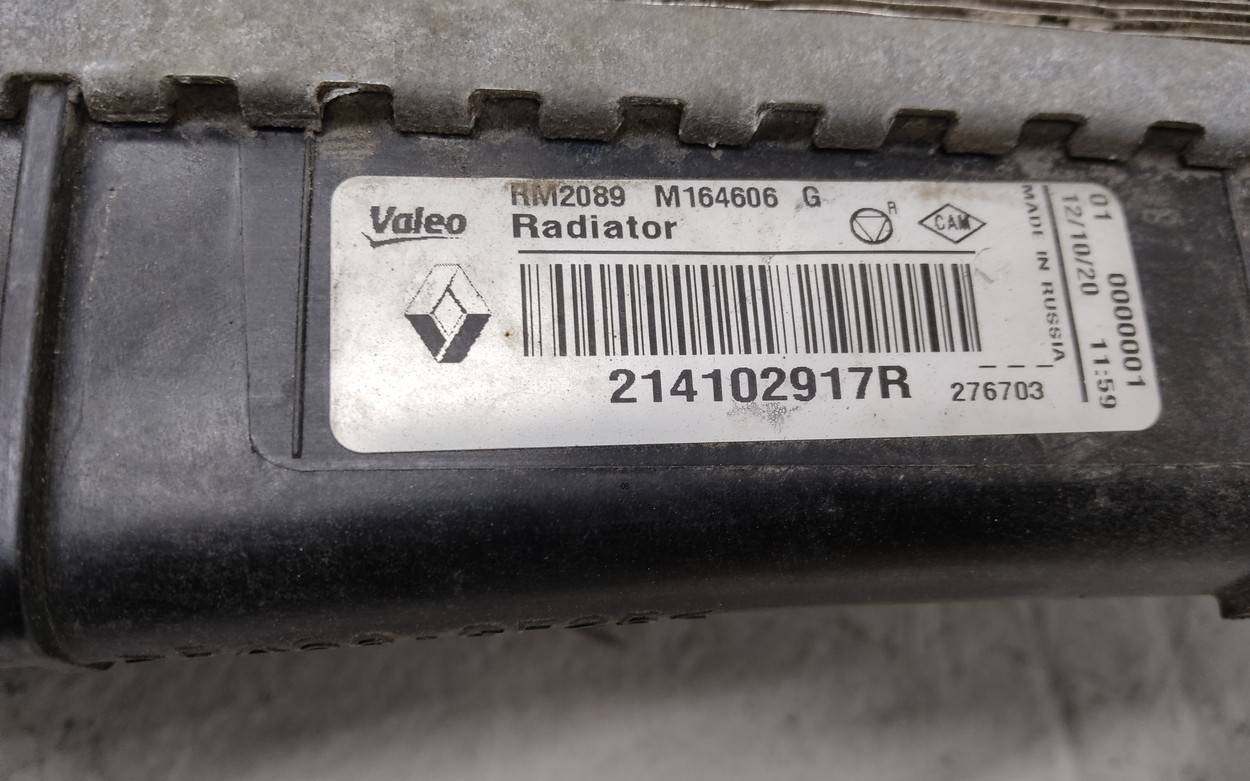 RM2089 M164606 G
Valeo
Radiator
R
CAM
214102917R
276703
MADE IN RUSSIA
01 0000001
12/10/20 11:59